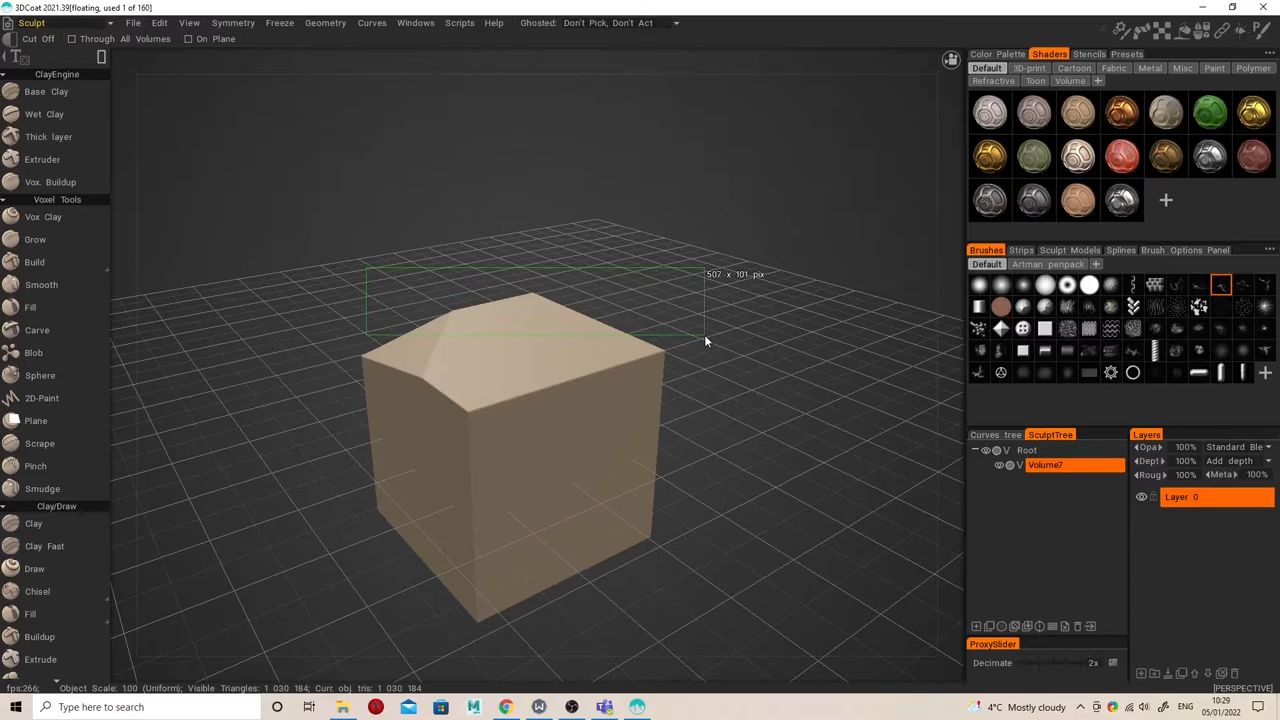 3DCoat 2021.39[floating, used 1 of 160]
Sculpt File Edit View Symmetry Freeze Geometry Curves Windows Scripts Help Ghosted: Don't Pick, Don't Act
Cut Off Through All Volumes On Plane
ClayEngine
Base Clay
Wet Clay
Thick layer
Extruder
Vox. Buildup
Voxel Tools
Vox Clay
Grow
Build
Smooth
Fill
Carve
Blob
Sphere
2D-Paint
Plane
Scrape
Pinch
Smudge
Clay/Draw
Clay
Clay Fast
Draw
Chisel
Fill
Buildup
Extrude
507 x 101 pix
Color Palette Shaders Stencils Presets
Default 3D-print Cartoon Fabric Metal Misc Paint Polymer
Refractive Toon Volume +
Brushes Strips Sculpt Models Splines Brush Options Panel
Default Artman penpack +
Curves tree SculptTree
V Root
V Volume7
Layers
Opa 100% Standard Ble
Dept 100% Add depth
Roug 100% Meta 100%
Layer 0
ProxySlider
Decimate 2x
fps:266; Object Scale: 1.00 (Uniform); Visible Triangles: 1 030 184; Curr. obj. tris: 1 030 184;
[PERSPECTIVE]
Type here to search
4°C Mostly cloudy
10:29
05/01/2022